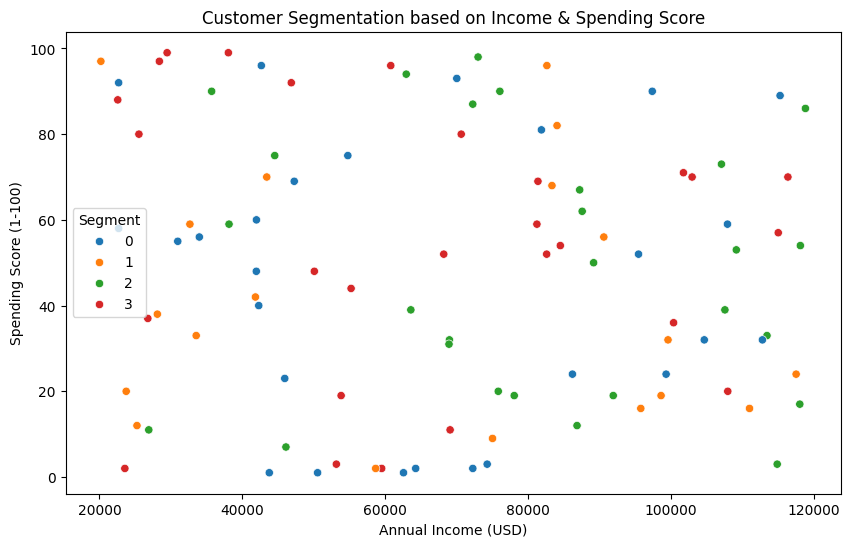 Customer Segmentation based on Income & Spending Score
100
80
60
40
20
0
Spending Score (1-100)
Segment
0
1
2
3
20000 40000 60000 80000 100000 120000
Annual Income (USD)